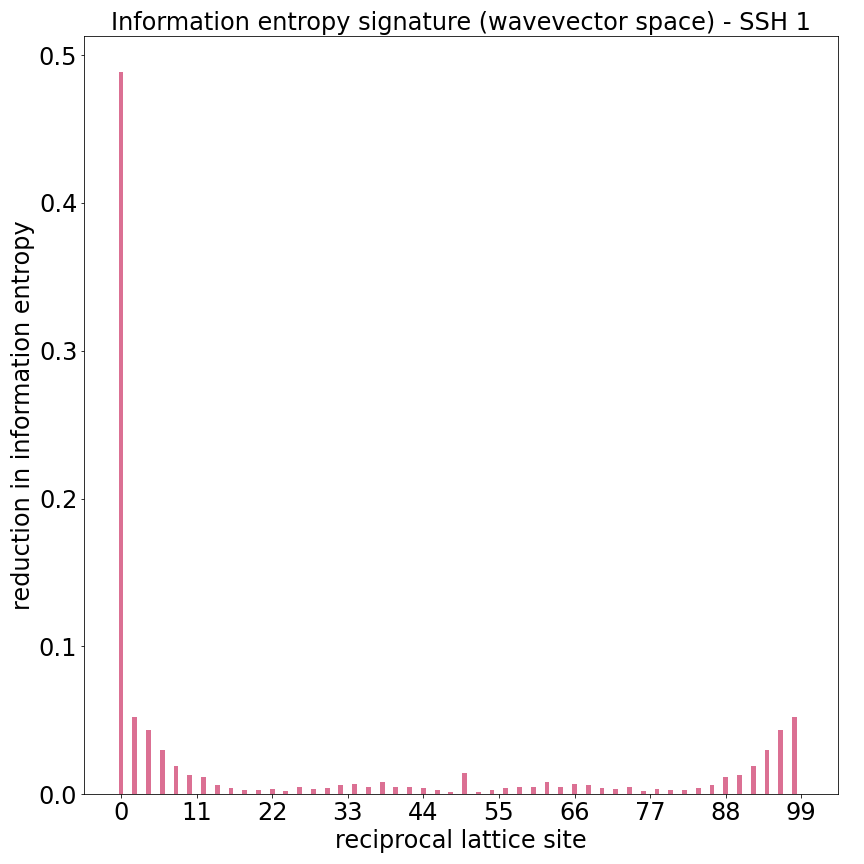 Information entropy signature (wavevector space) - SSH 1
reduction in information entropy
0.5
0.4
0.3
0.2
0.1
0.0
0 11 22 33 44 55 66 77 88 99
reciprocal lattice site